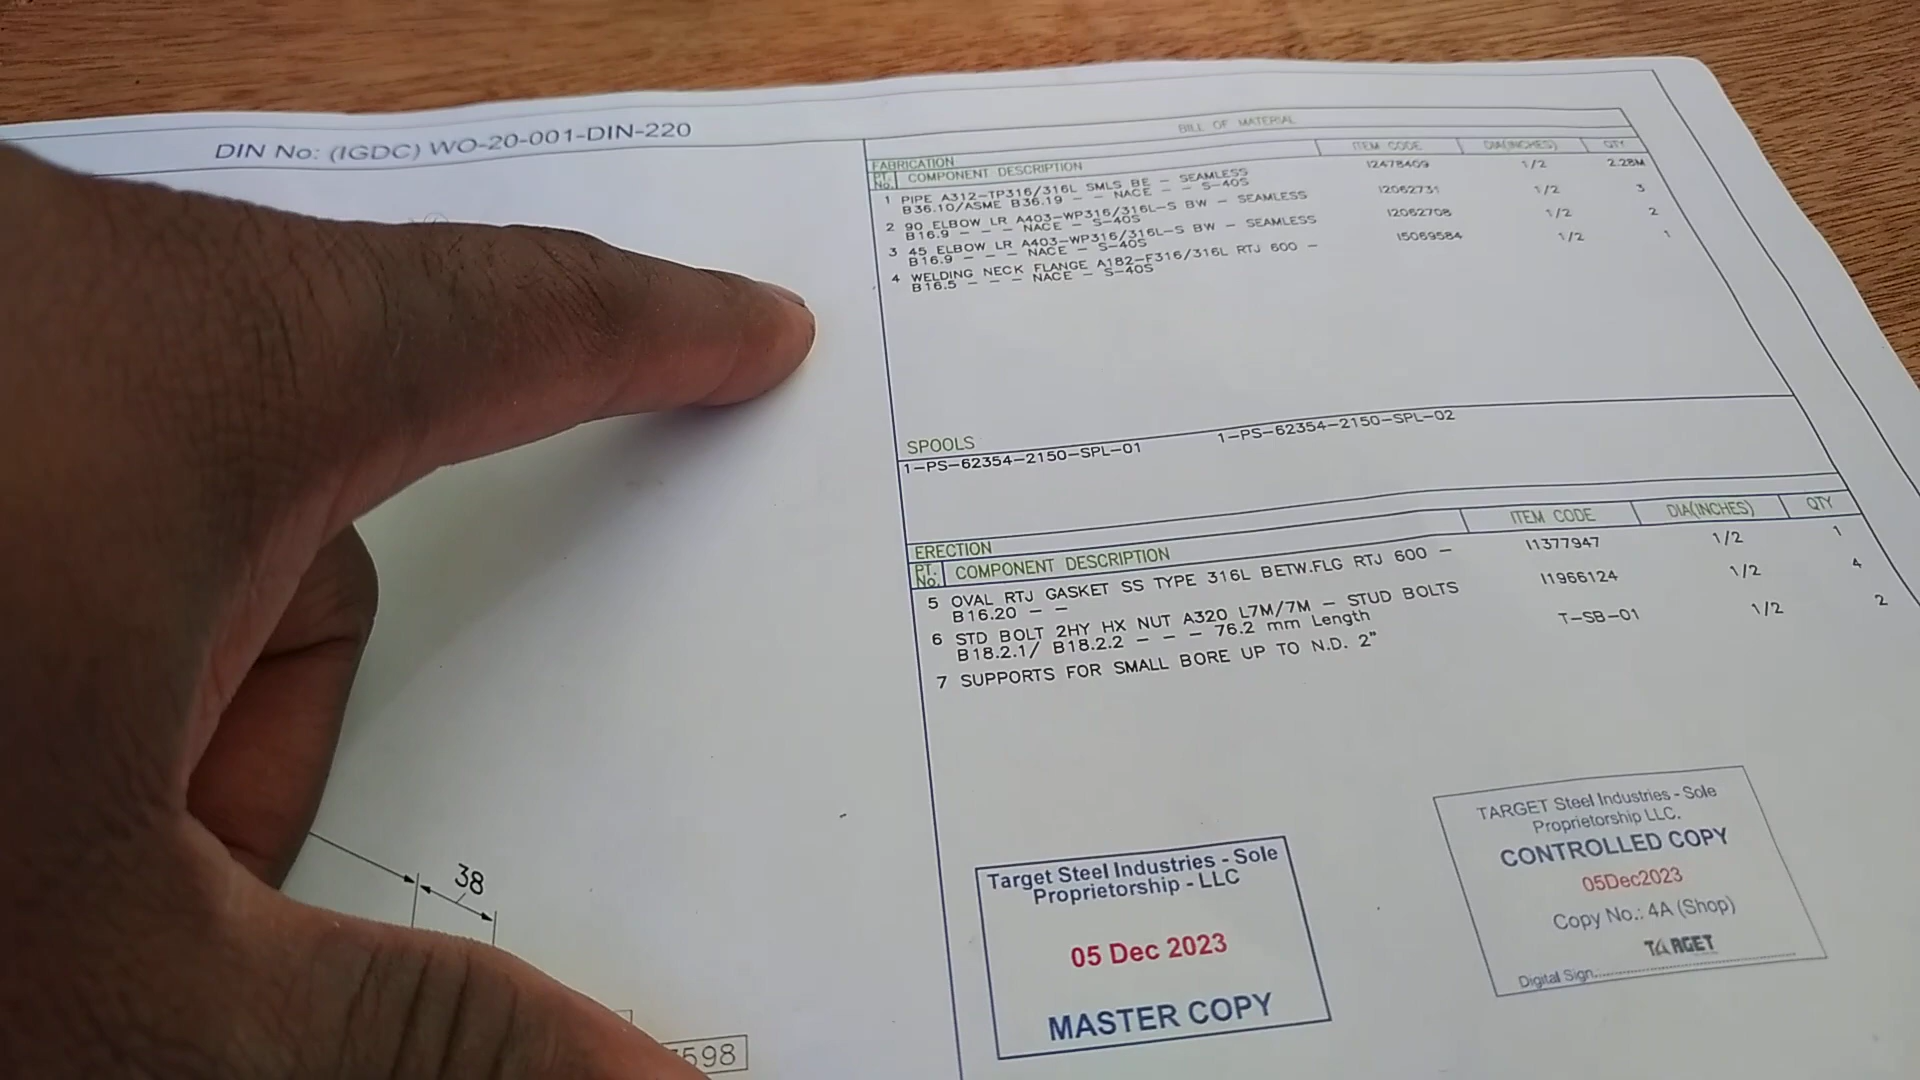 DIN No: (IGDC) WO-20-001-DIN-220
BILL OF MATERIAL
FABRICATION
PT. No. COMPONENT DESCRIPTION ITEM CODE DIA(INCHES) QTY
1 PIPE A312-TP316/316L SMLS BE - SEAMLESS 12478409 1/2 2.28M
B36.10/ASME B36.19 - - NACE - - S-40S
2 90 ELBOW LR A403-WP316/316L-S BW - SEAMLESS I2062731 1/2 3
B16.9 - - - NACE - S-40S
3 45 ELBOW LR A403-WP316/316L-S BW - SEAMLESS I2062708 1/2 2
B16.9 - - - NACE - S-40S
4 WELDING NECK FLANGE A182-F316/316L RTJ 600 - I5069584 1/2 1
B16.5 - - - NACE - S-40S
SPOOLS
1-PS-62354-2150-SPL-01 1-PS-62354-2150-SPL-02
ERECTION
PT. No. COMPONENT DESCRIPTION ITEM CODE DIA(INCHES) QTY
5 OVAL RTJ GASKET SS TYPE 316L BETW.FLG RTJ 600 - I1377947 1/2 1
B16.20 - -
6 STD BOLT 2HY HX NUT A320 L7M/7M - STUD BOLTS I1966124 1/2 4
B18.2.1/ B18.2.2 - - - 76.2 mm Length
7 SUPPORTS FOR SMALL BORE UP TO N.D. 2" T-SB-01 1/2 2
Target Steel Industries - Sole
Proprietorship - LLC
05 Dec 2023
MASTER COPY
TARGET Steel Industries - Sole
Proprietorship LLC.
CONTROLLED COPY
05Dec2023
Copy No.: 4A (Shop)
TARGET
Digital Sign.......................
38
598